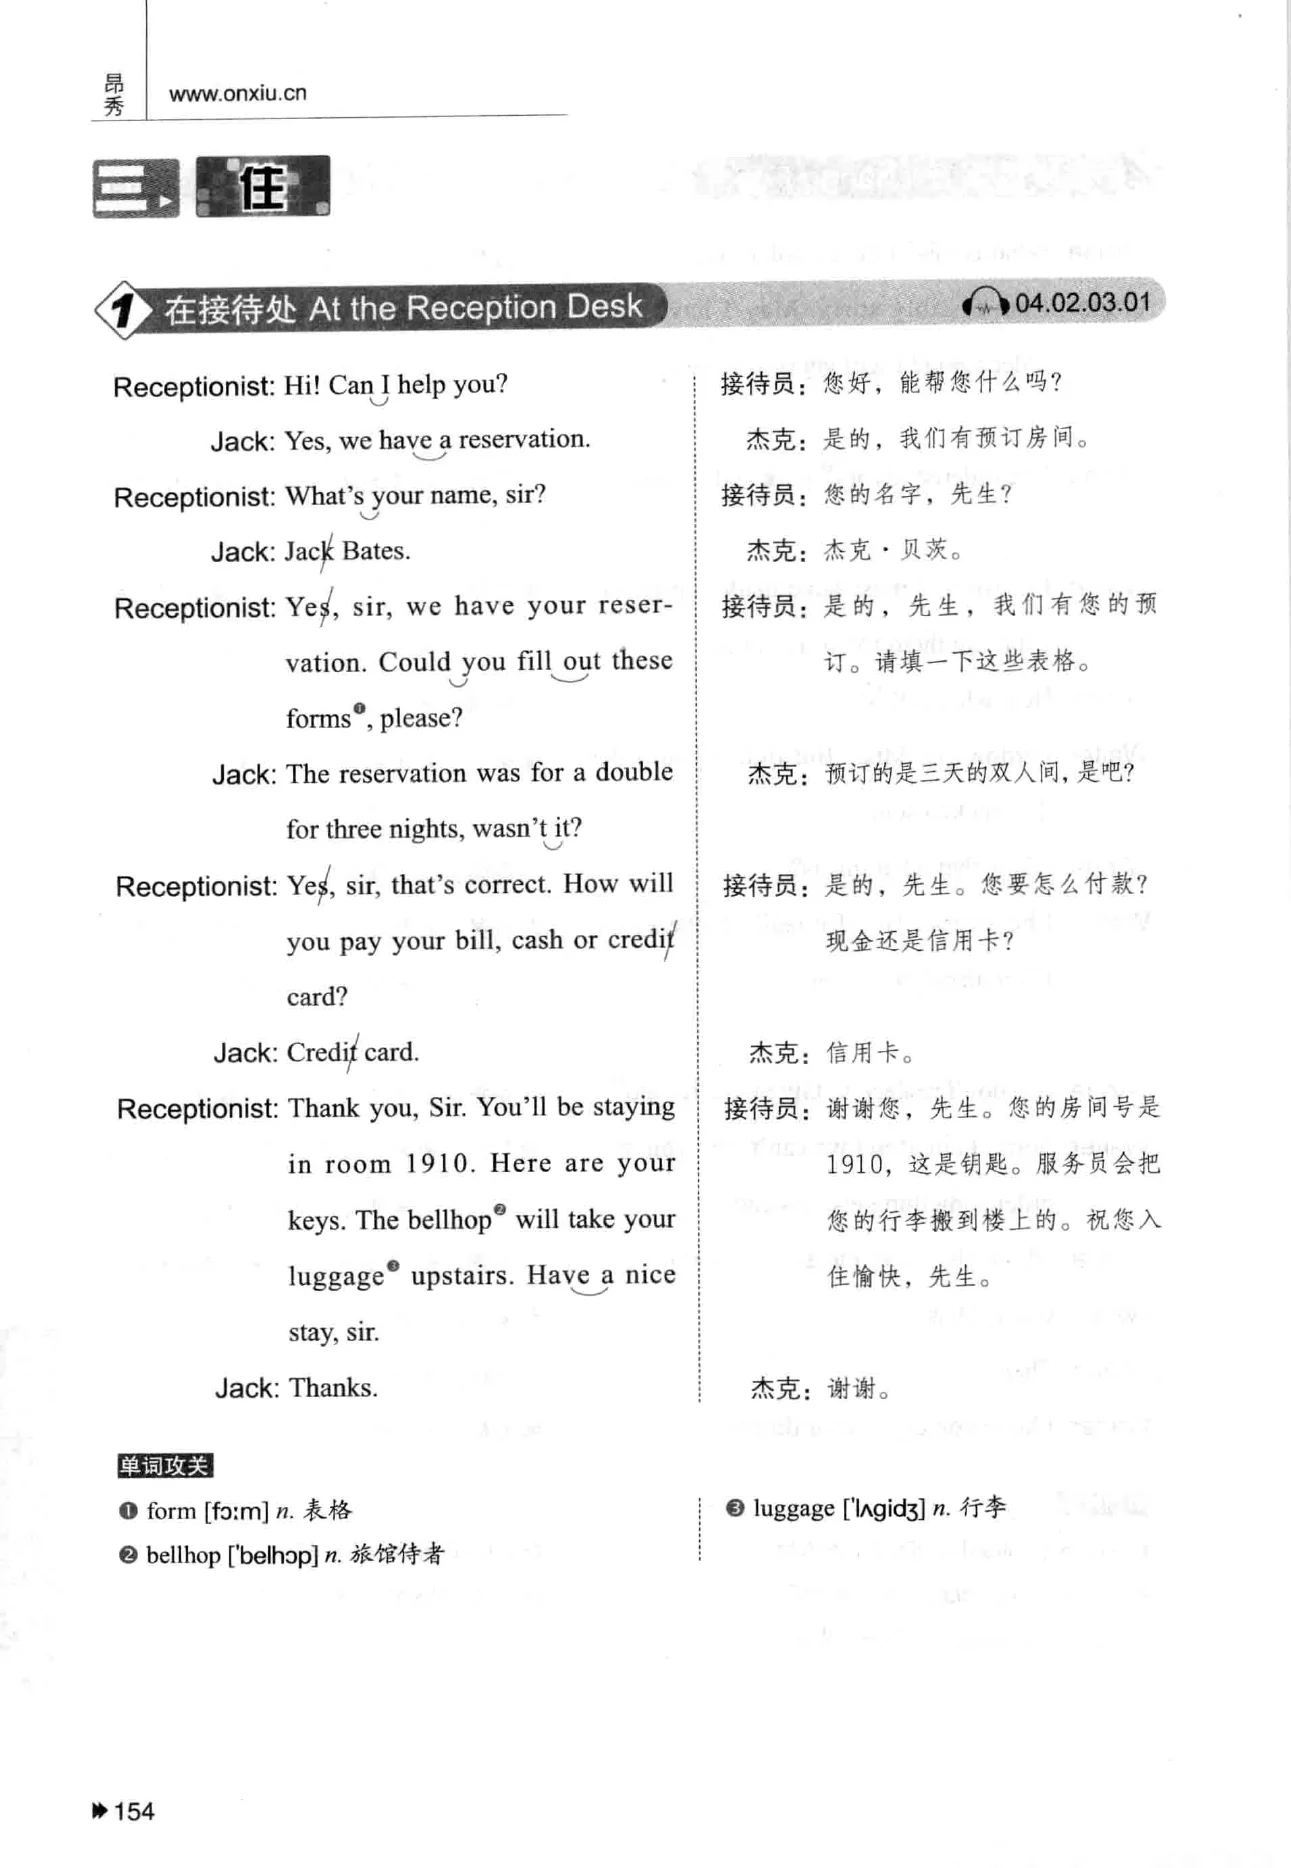 昂秀
www.onxiu.cn
三 住
1 在接待处 At the Reception Desk 04.02.03.01
Receptionist: Hi! Can I help you?
Jack: Yes, we have a reservation.
Receptionist: What's your name, sir?
Jack: Jack Bates.
Receptionist: Yes, sir, we have your reser-
vation. Could you fill out these
forms❶, please?
Jack: The reservation was for a double
for three nights, wasn't it?
Receptionist: Yes, sir, that's correct. How will
you pay your bill, cash or credit
card?
Jack: Credit card.
Receptionist: Thank you, Sir. You'll be staying
in room 1910. Here are your
keys. The bellhop❷ will take your
luggage❸ upstairs. Have a nice
stay, sir.
Jack: Thanks.
接待员：您好，能帮您什么吗？
杰克：是的，我们有预订房间。
接待员：您的名字，先生？
杰克：杰克·贝茨。
接待员：是的，先生，我们有您的预
订。请填一下这些表格。
杰克：预订的是三天的双人间，是吧？
接待员：是的，先生。您要怎么付款？
现金还是信用卡？
杰克：信用卡。
接待员：谢谢您，先生。您的房间号是
1910，这是钥匙。服务员会把
您的行李搬到楼上的。祝您入
住愉快，先生。
杰克：谢谢。
单词攻关
❶ form [fɔːm] n. 表格
❷ bellhop ['belhɔp] n. 旅馆侍者
❸ luggage ['lʌgidʒ] n. 行李
154